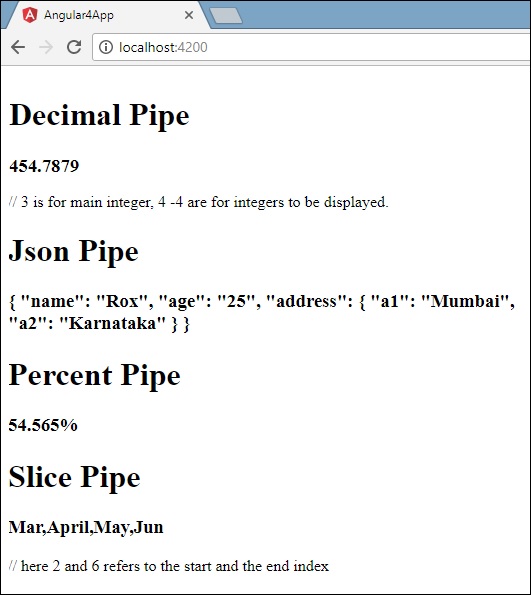 Angular4App
localhost:4200
Decimal Pipe
454.7879
// 3 is for main integer, 4 -4 are for integers to be displayed.
Json Pipe
{ "name": "Rox", "age": "25", "address": { "a1": "Mumbai",
"a2": "Karnataka" } }
Percent Pipe
54.565%
Slice Pipe
Mar,April,May,Jun
// here 2 and 6 refers to the start and the end index